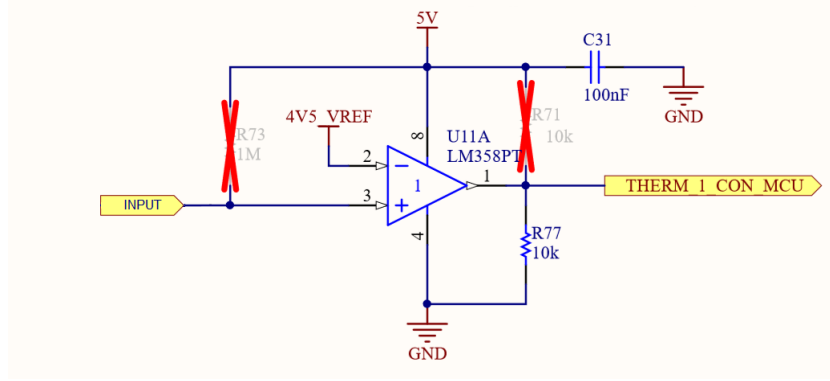 5V
C31
100nF
GND
R73
1M
4V5_VREF
R71
10k
U11A
LM358PT
8
2
1
1
3
4
INPUT
THERM_1_CON_MCU
R77
10k
GND